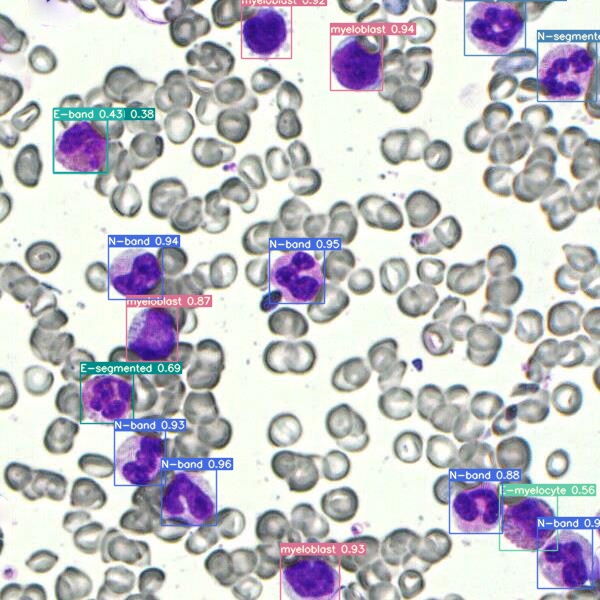 myeloblast 0.92
myeloblast 0.94
N-segmente
E-band 0.43 0.38
N-band 0.94
N-band 0.95
myeloblast 0.87
E-segmented 0.69
N-band 0.93
N-band 0.96
N-band 0.88
E-myelocyte 0.56
N-band 0.9
myeloblast 0.93